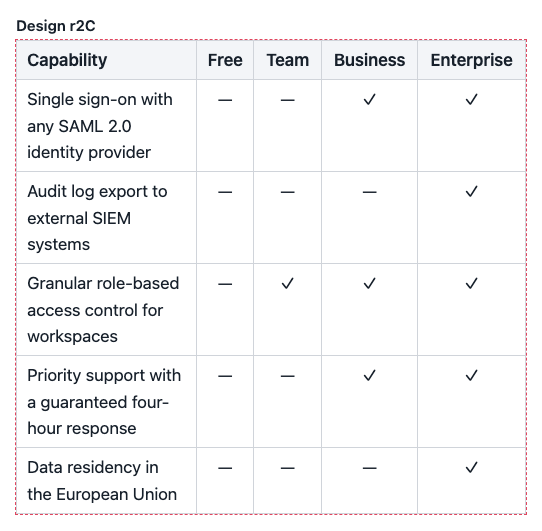 Design r2C
Capability Free Team Business Enterprise
Single sign-on with — — ✓ ✓
any SAML 2.0
identity provider
Audit log export to — — — ✓
external SIEM
systems
Granular role-based — ✓ ✓ ✓
access control for
workspaces
Priority support with — — ✓ ✓
a guaranteed four-
hour response
Data residency in — — — ✓
the European Union